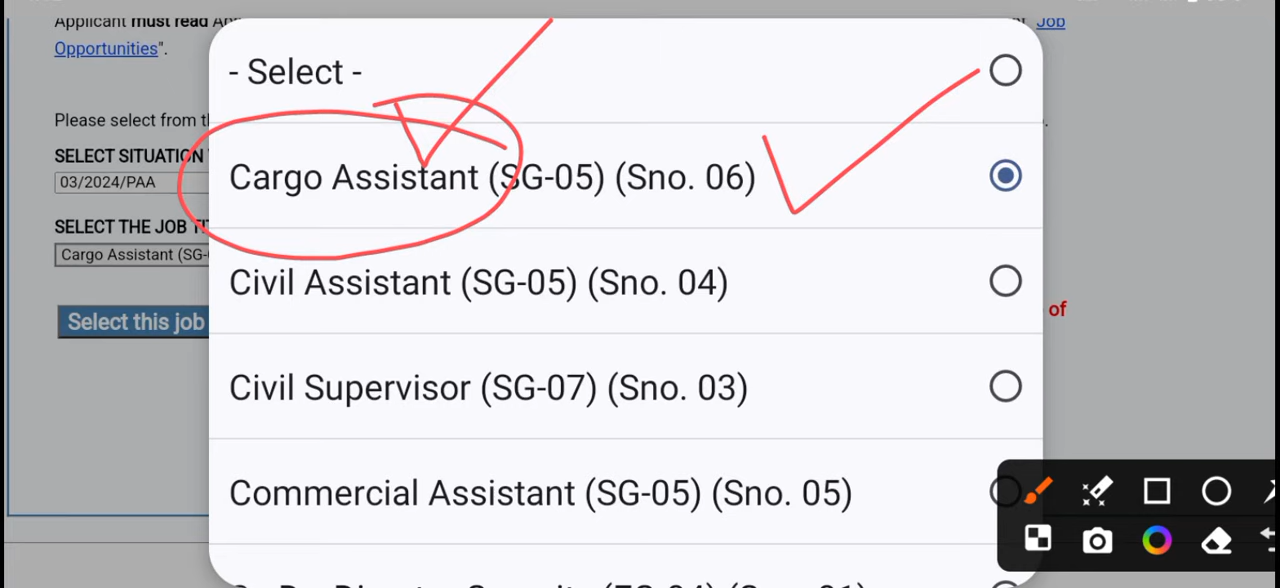 Applicant must read
Job
Opportunities".
- Select -
Please select from
SELECT SITUATION
03/2024/PAA
Cargo Assistant (SG-05) (Sno. 06)
SELECT THE JOB
Cargo Assistant (SG-
Civil Assistant (SG-05) (Sno. 04)
of
Select this job
Civil Supervisor (SG-07) (Sno. 03)
Commercial Assistant (SG-05) (Sno. 05)